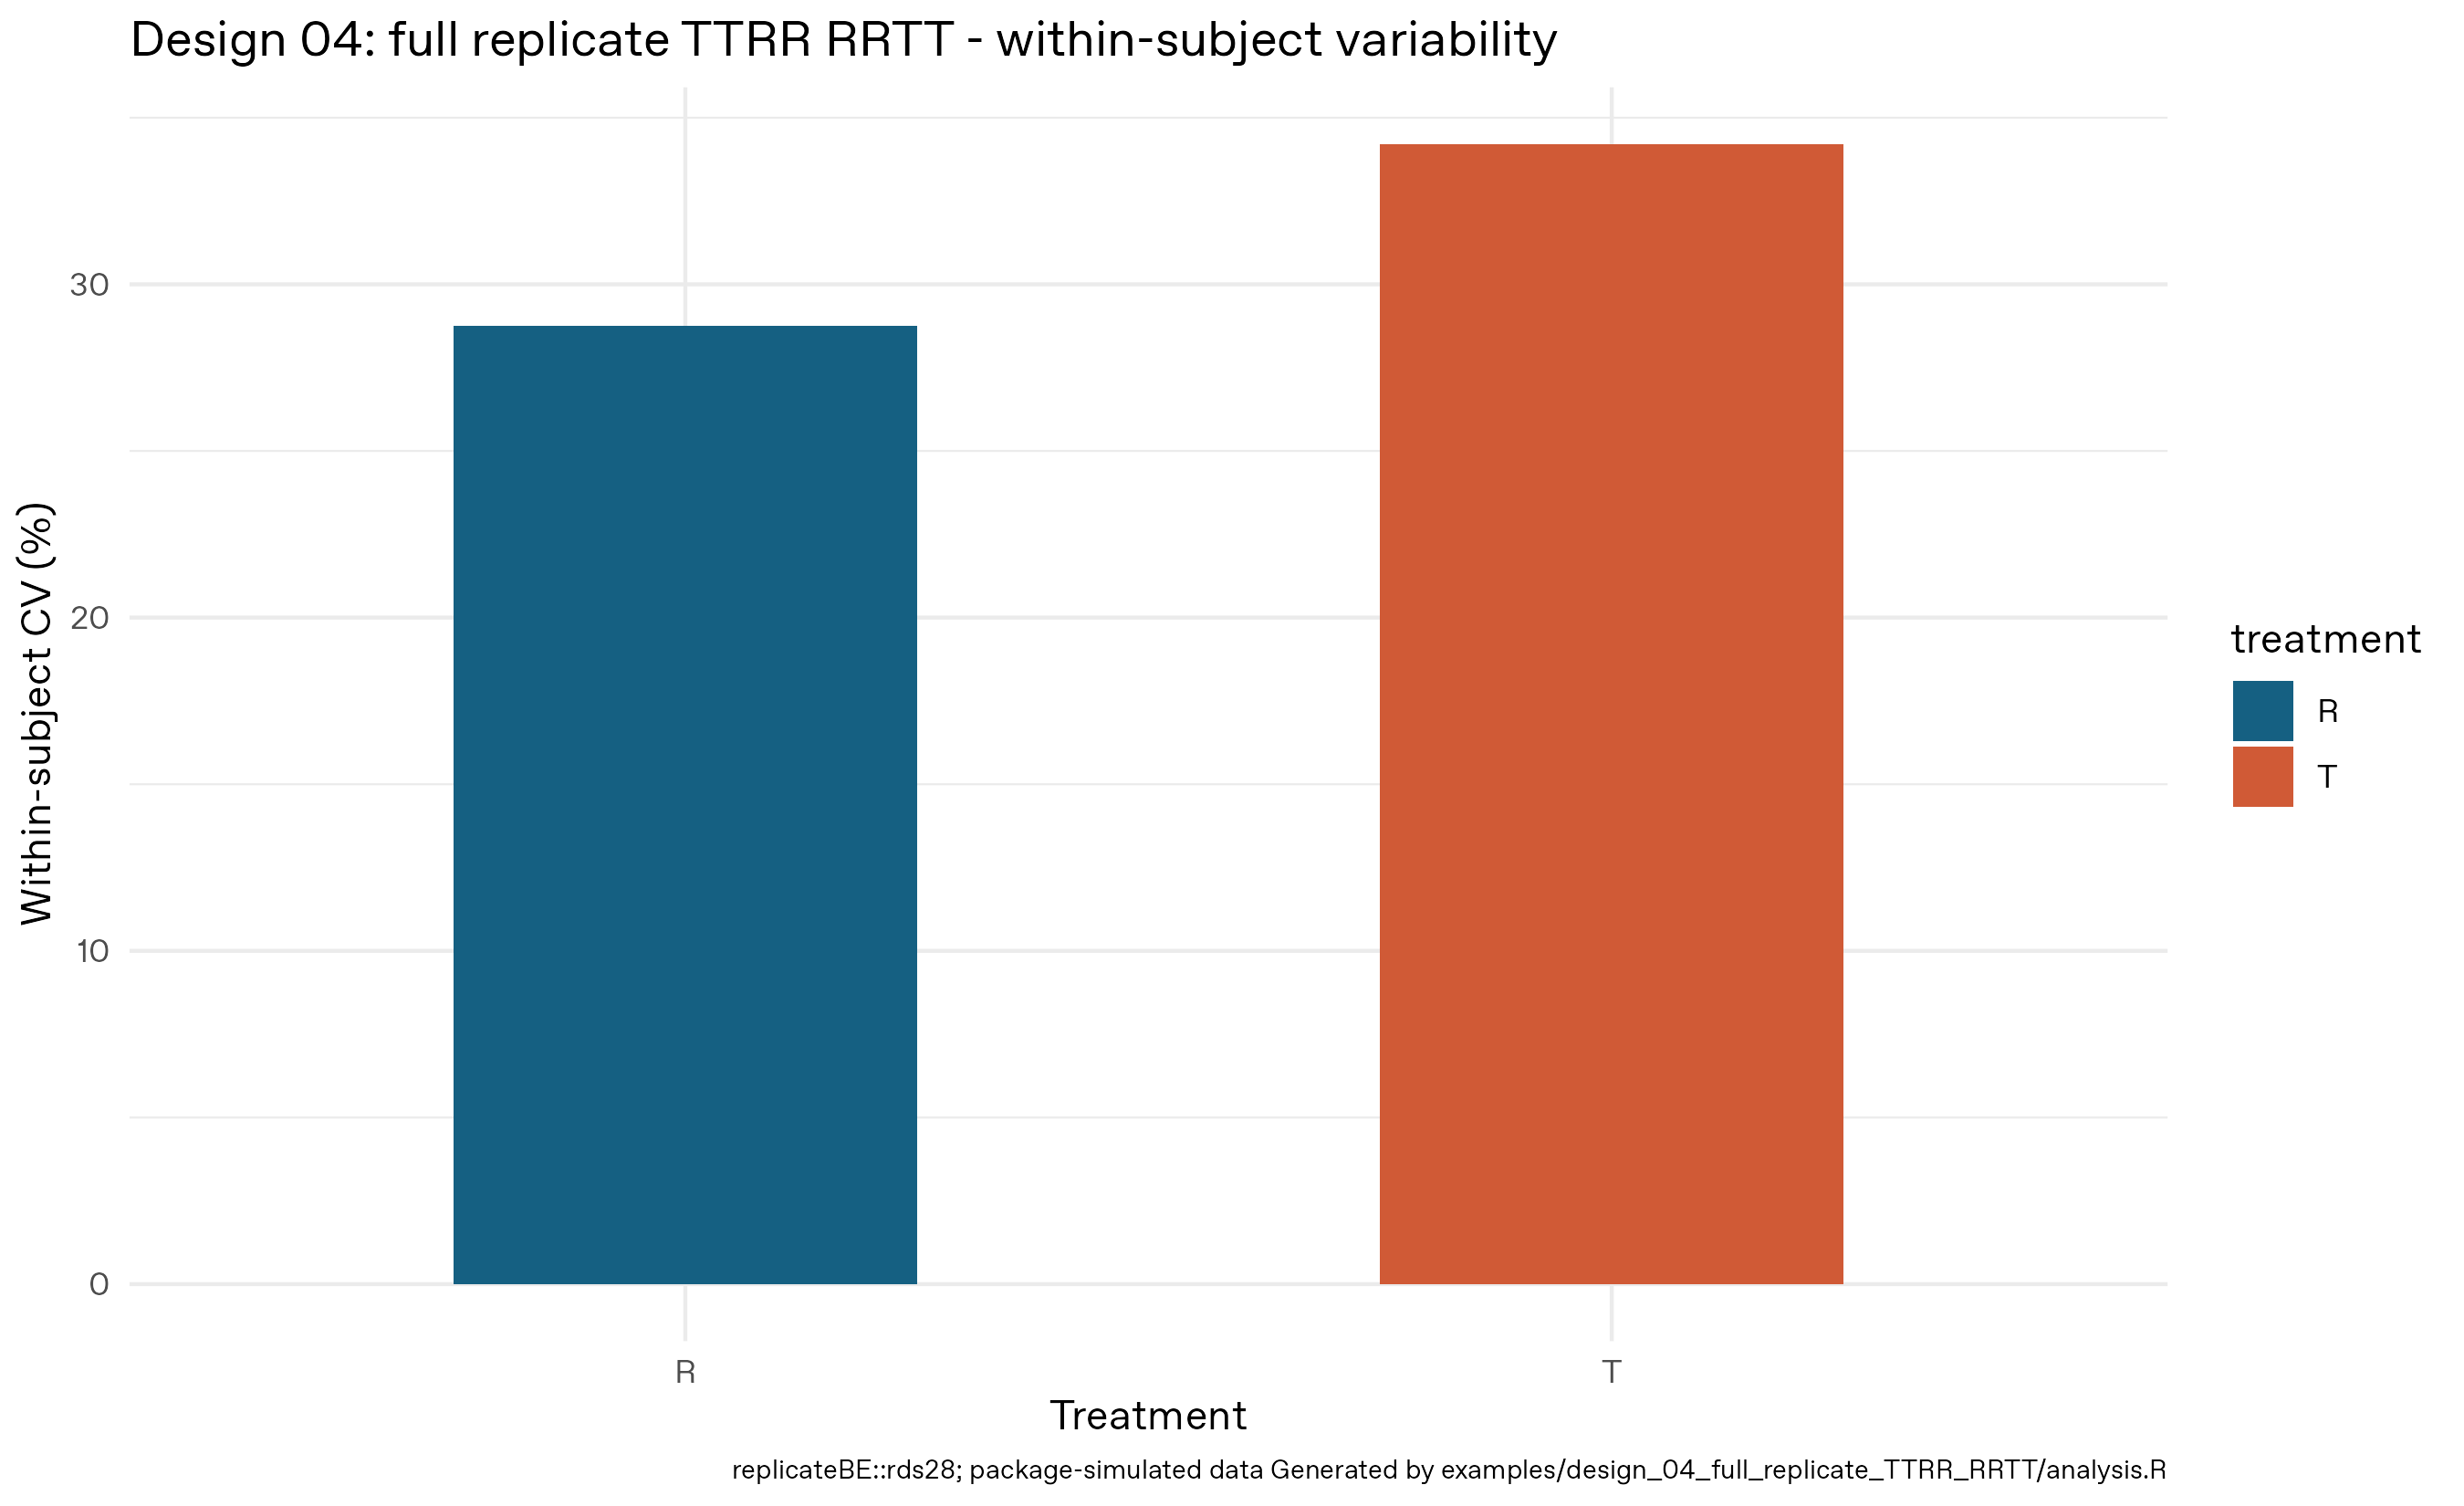 Design 04: full replicate TTRR RRTT - within-subject variability
Within-subject CV (%)
30
20
10
0
R
T
Treatment
treatment
R
T
replicateBE::rds28; package-simulated data Generated by examples/design_04_full_replicate_TTRR_RRTT/analysis.R